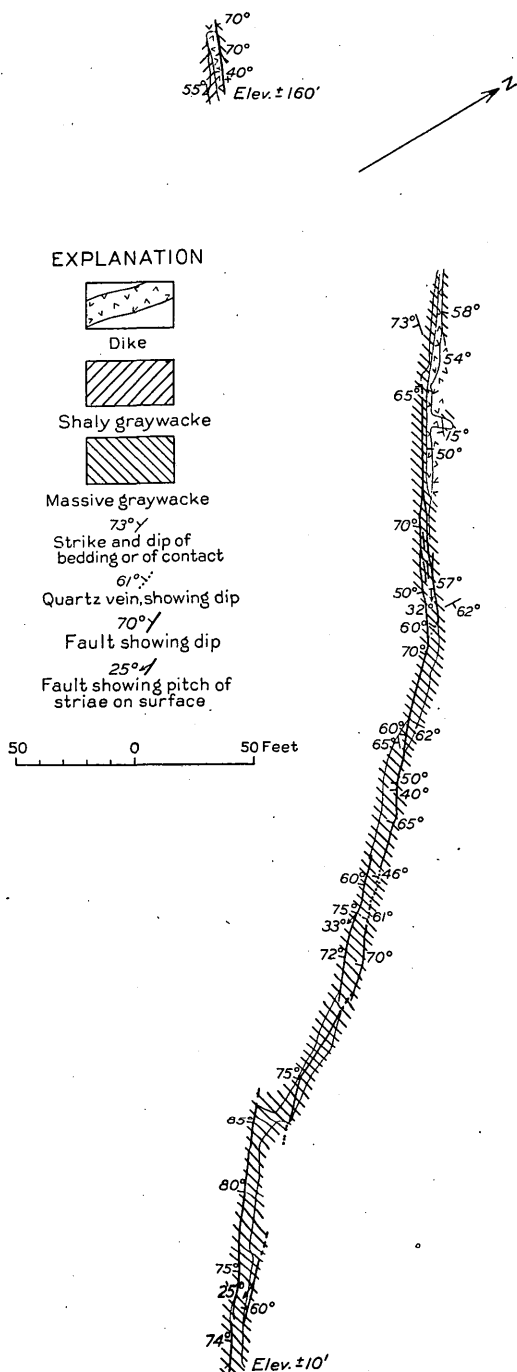 70°
70°
40°
55°
Elev. ± 160'
N
EXPLANATION
Dike
Shaly graywacke
Massive graywacke
73°
Strike and dip of
bedding or of contact
61°
Quartz vein, showing dip
70°
Fault showing dip
25°
Fault showing pitch of
striae on surface
50 0 50 Feet
58°
73°
54°
65°
15°
50°
70°
57°
50°
32°
62°
60°
70°
60°
62°
65°
50°
40°
65°
46°
60°
75°
61°
33°
72°
70°
75°
85°
80°
75°
25°
60°
74°
Elev. ± 10'